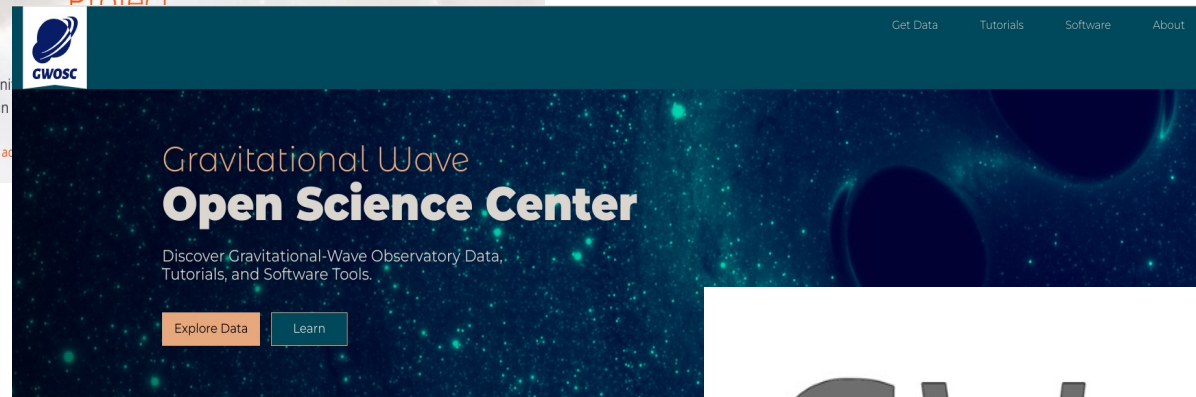 Get Data Tutorials Software About
GWOSC
Gravitational Wave
Open Science Center
Discover Gravitational-Wave Observatory Data,
Tutorials, and Software Tools.
Explore Data Learn